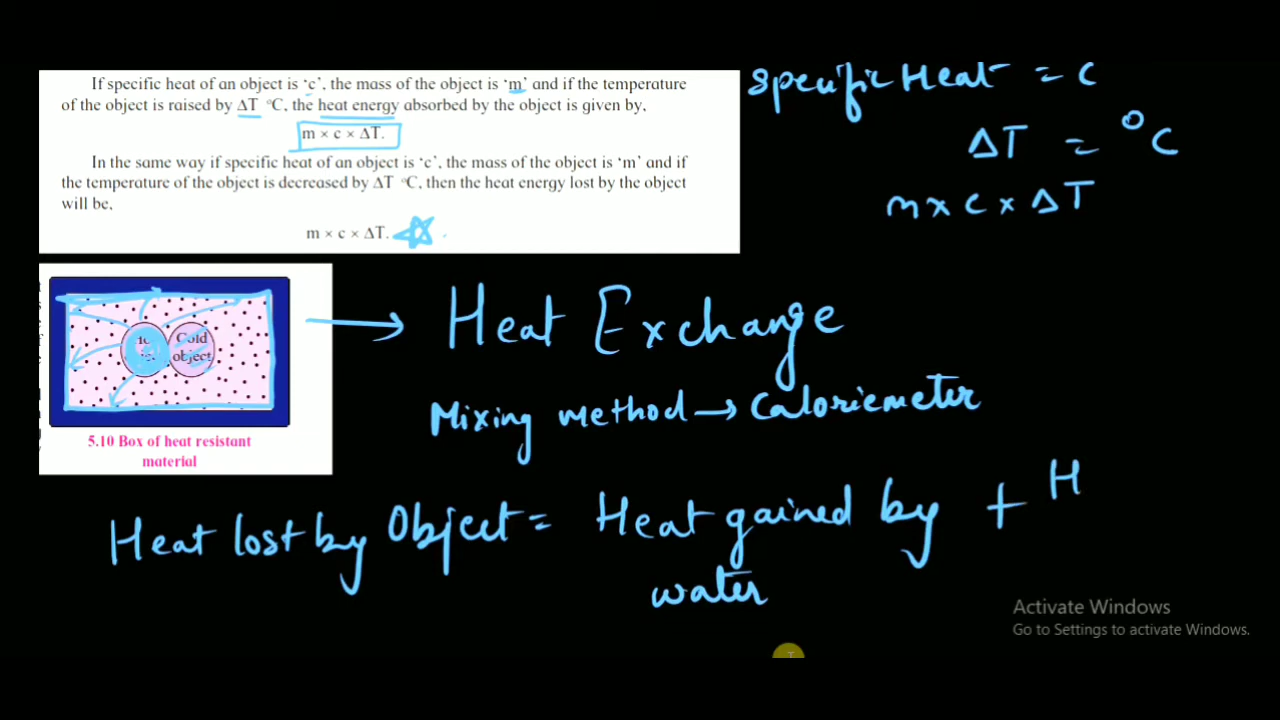 If specific heat of an object is ‘c’, the mass of the object is ‘m’ and if the temperature
of the object is raised by ΔT °C, the heat energy absorbed by the object is given by,
m × c × ΔT.
In the same way if specific heat of an object is ‘c’, the mass of the object is ‘m’ and if
the temperature of the object is decreased by ΔT °C, then the heat energy lost by the object
will be,
m × c × ΔT.
Specific Heat = c
ΔT = °C
m × c × ΔT
Cold
object
5.10 Box of heat resistant
material
Heat Exchange
Mixing method → Caloriemeter
Heat lost by Object = Heat gained by + H
water
Activate Windows
Go to Settings to activate Windows.